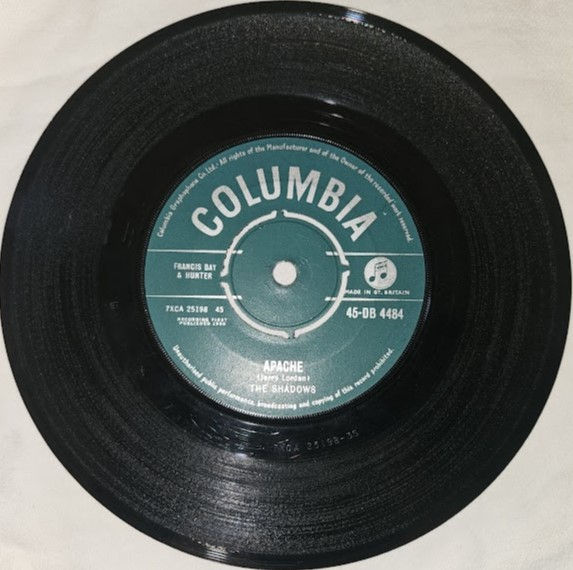 Columbia Graphophone Co. Ltd.- All rights of the Manufacturer and of the Owner of the recorded work reserved.
COLUMBIA
FRANCIS DAY
& HUNTER
MADE IN GT. BRITAIN
7XCA 25198 45
45-DB 4484
RECORDING FIRST
PUBLISHED 1960
APACHE
(Jerry Lordan)
THE SHADOWS
Unauthorised public performance, broadcasting and copying of this record prohibited.